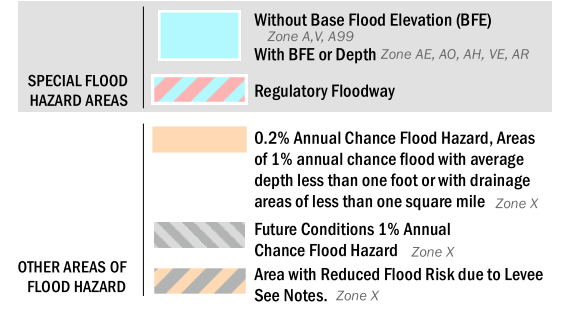 SPECIAL FLOOD
HAZARD AREAS
Without Base Flood Elevation (BFE)
Zone A,V, A99
With BFE or Depth Zone AE, AO, AH, VE, AR
Regulatory Floodway
OTHER AREAS OF
FLOOD HAZARD
0.2% Annual Chance Flood Hazard, Areas
of 1% annual chance flood with average
depth less than one foot or with drainage
areas of less than one square mile Zone X
Future Conditions 1% Annual
Chance Flood Hazard Zone X
Area with Reduced Flood Risk due to Levee
See Notes. Zone X